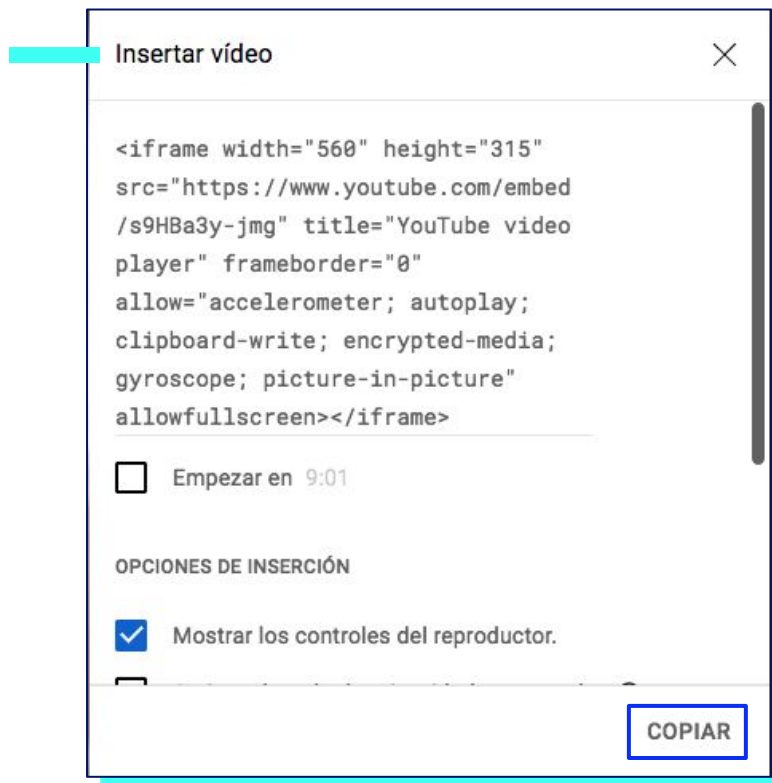 Insertar vídeo
<iframe width="560" height="315"
src="https://www.youtube.com/embed
/s9HBa3y-jmg" title="YouTube video
player" frameborder="0"
allow="accelerometer; autoplay;
clipboard-write; encrypted-media;
gyroscope; picture-in-picture"
allowfullscreen></iframe>
Empezar en 9:01
OPCIONES DE INSERCIÓN
Mostrar los controles del reproductor.
COPIAR